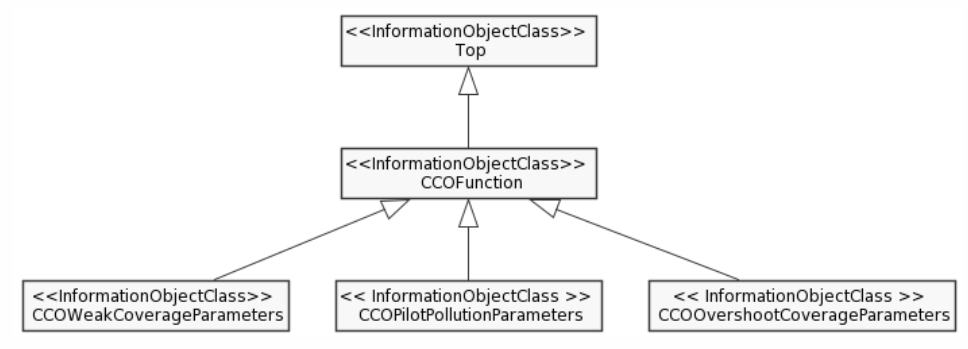 <<InformationObjectClass>>
Top
<<InformationObjectClass>>
CCOFunction
<<InformationObjectClass>>
CCOWeakCoverageParameters
<< InformationObjectClass >>
CCOPilotPollutionParameters
<< InformationObjectClass >>
CCOOvershootCoverageParameters